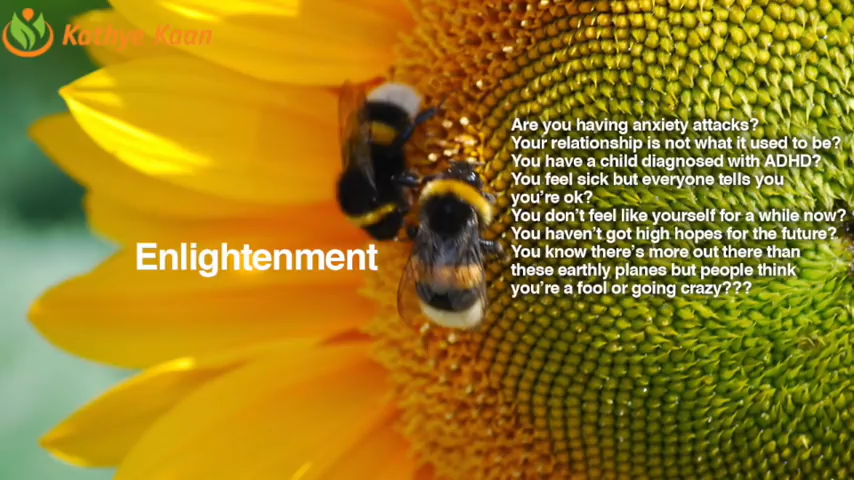 Kathye Kaan
Enlightenment
Are you having anxiety attacks?
Your relationship is not what it used to be?
You have a child diagnosed with ADHD?
You feel sick but everyone tells you
you're ok?
You don't feel like yourself for a while now?
You haven't got high hopes for the future?
You know there's more out there than
these earthly planes but people think
you're a fool or going crazy???